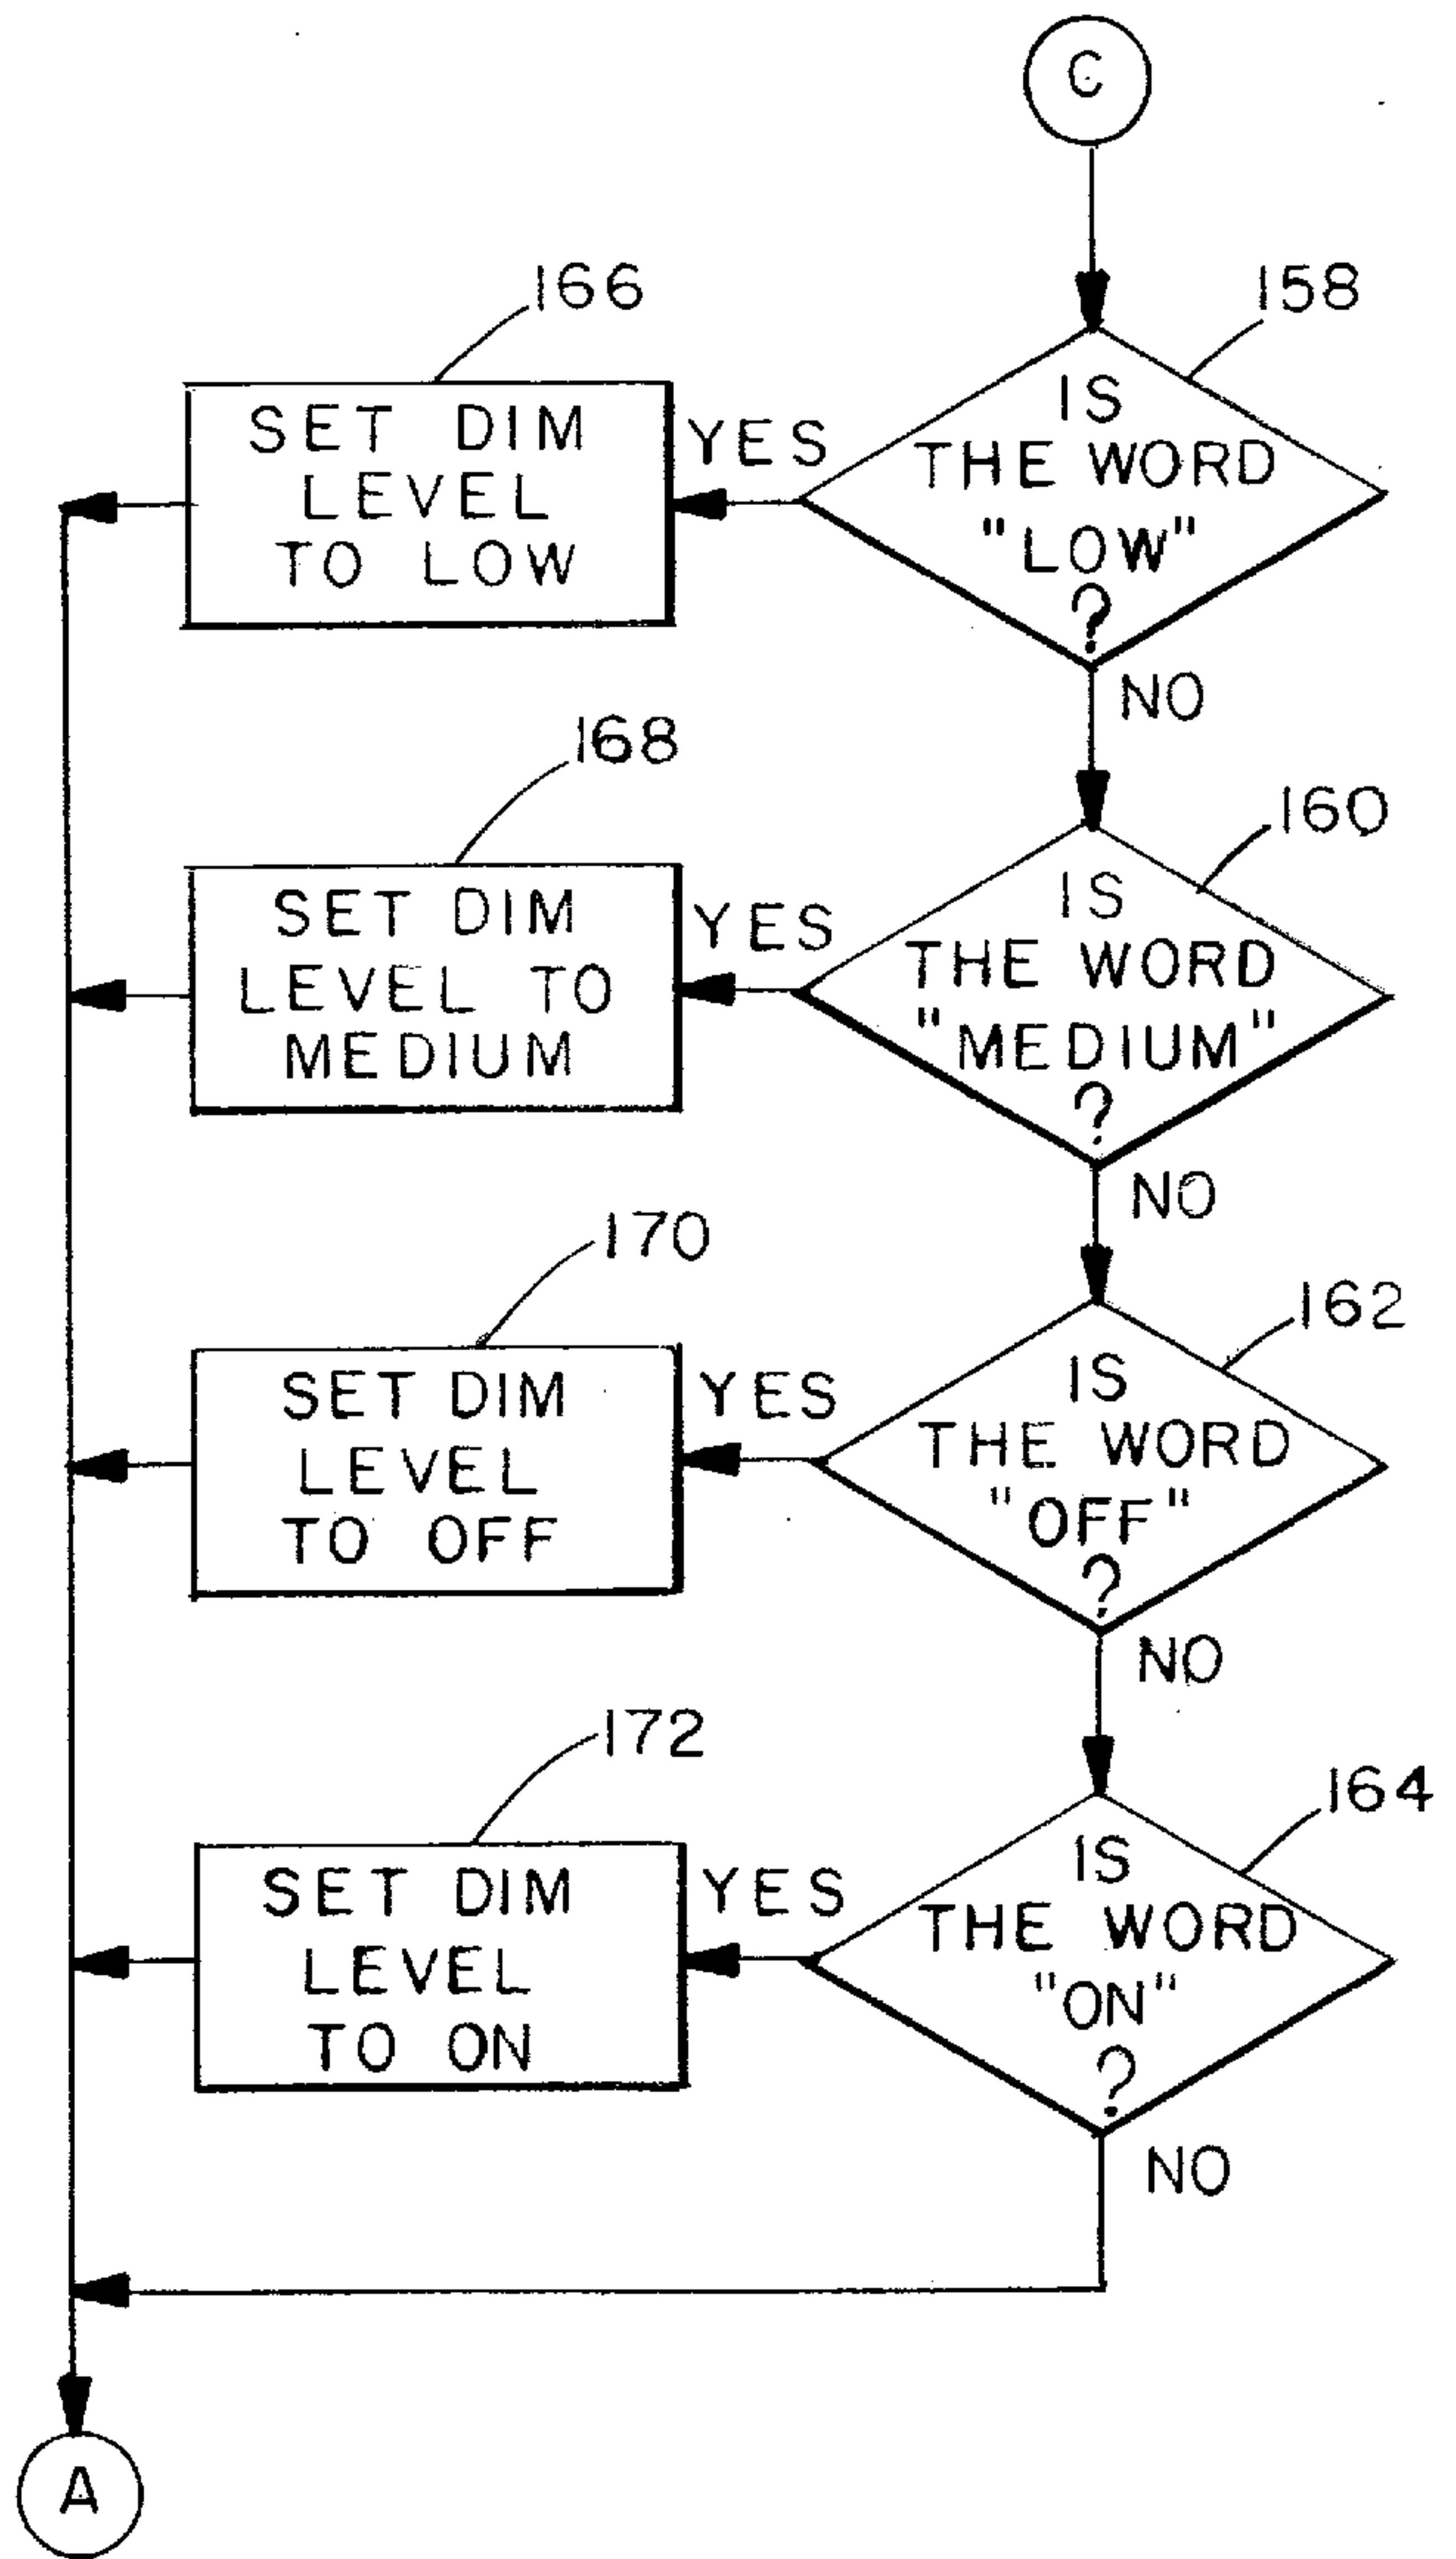 C
158
IS
THE WORD
"LOW"
?
YES
NO
166
SET DIM
LEVEL
TO LOW
160
IS
THE WORD
"MEDIUM"
?
YES
NO
168
SET DIM
LEVEL TO
MEDIUM
162
IS
THE WORD
"OFF"
?
YES
NO
170
SET DIM
LEVEL
TO OFF
164
IS
THE WORD
"ON"
?
YES
NO
172
SET DIM
LEVEL
TO ON
A